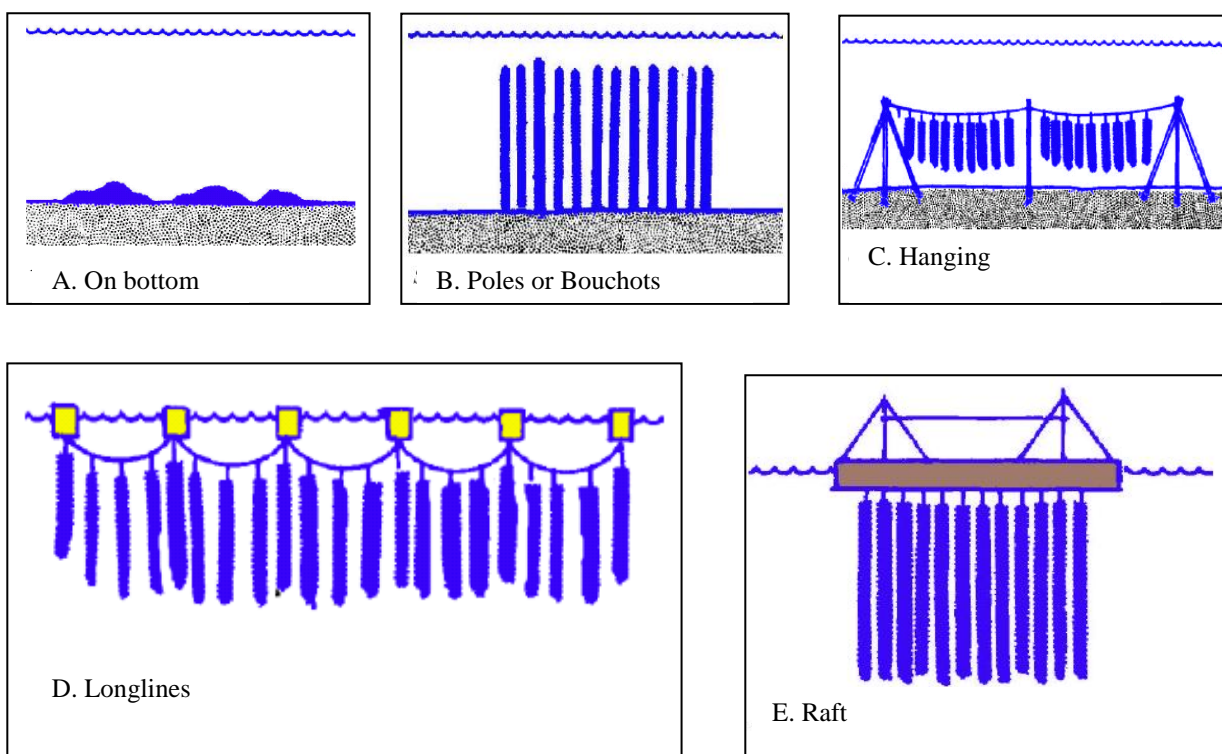 A. On bottom
B. Poles or Bouchots
C. Hanging
D. Longlines
E. Raft